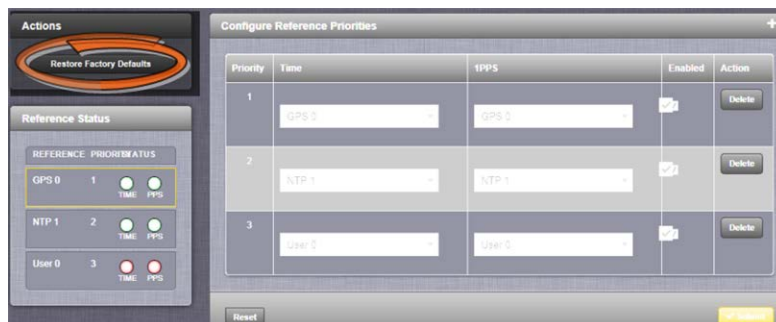 Actions
Restore Factory Defaults
Reference Status
REFERENCE PRIORITY STATUS
GPS 0 1 TIME PPS
NTP 1 2 TIME PPS
User 0 3 TIME PPS
Configure Reference Priorities +
Priority Time 1PPS Enabled Action
1 GPS 0 GPS 0 Delete
2 NTP 1 NTP 1 Delete
3 User 0 User 0 Delete
Reset Submit